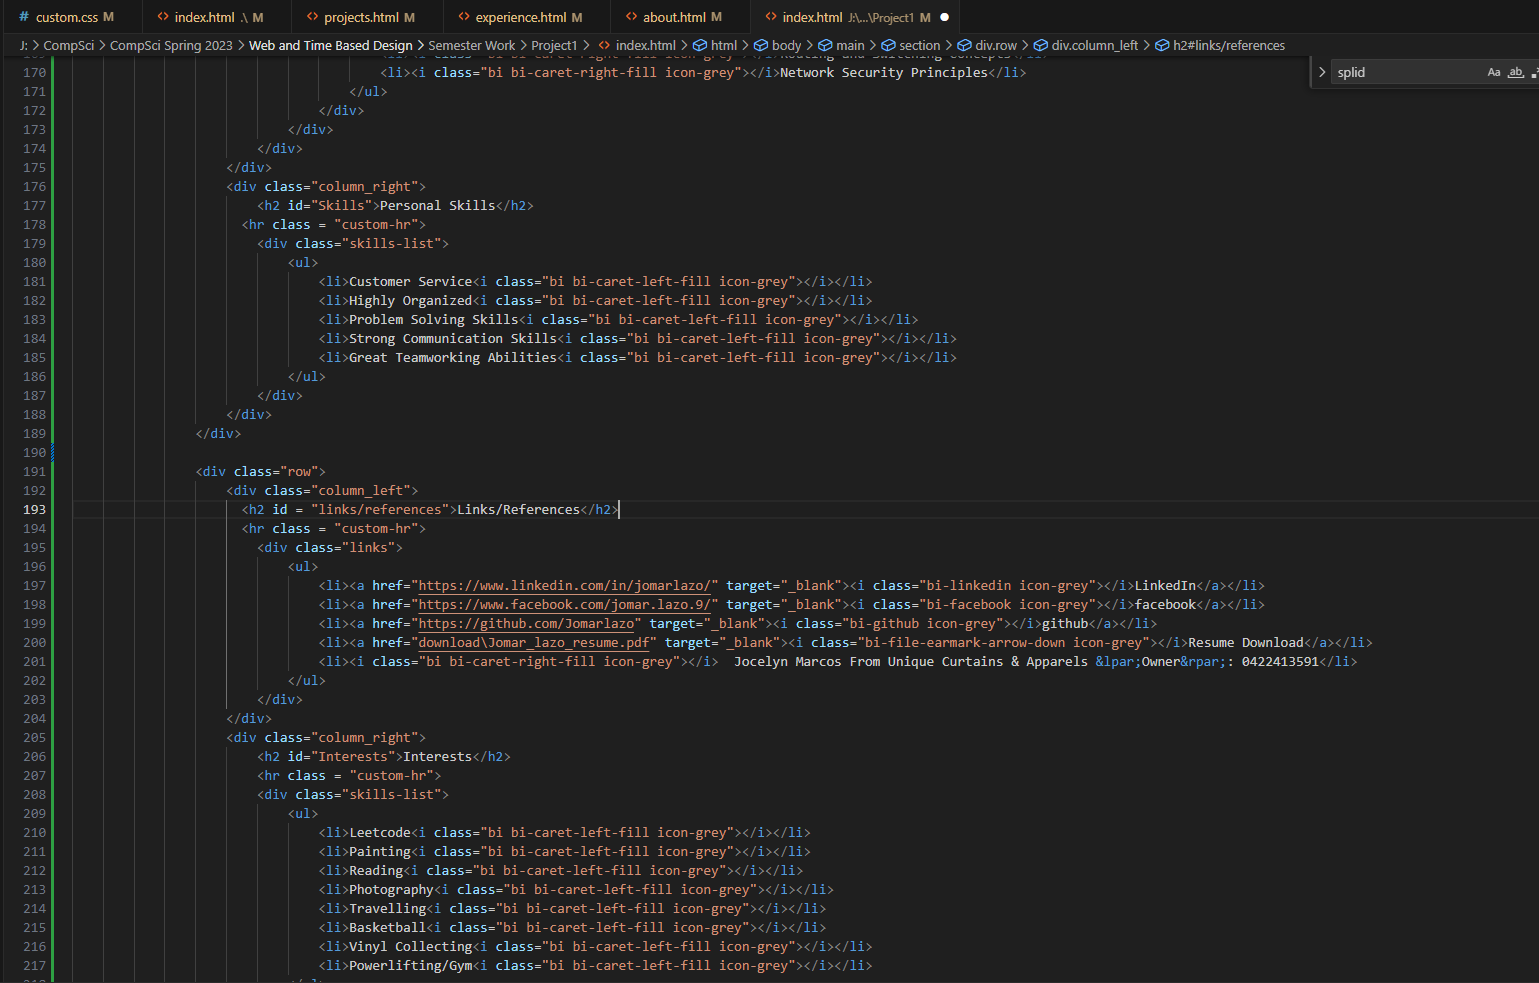 # custom.css M <> index.html .\ M <> projects.html M <> experience.html M <> about.html M <> index.html J:\...\Project1 M ●
J: > CompSci > CompSci Spring 2023 > Web and Time Based Design > Semester Work > Project1 > <> index.html > html > body > main > section > div.row > div.column_left > h2#links/references
splid Aa ab
170 <li><i class="bi bi-caret-right-fill icon-grey"></i>Network Security Principles</li>
171 </ul>
172 </div>
173 </div>
174 </div>
175 </div>
176 <div class="column_right">
177 <h2 id="Skills">Personal Skills</h2>
178 <hr class = "custom-hr">
179 <div class="skills-list">
180 <ul>
181 <li>Customer Service<i class="bi bi-caret-left-fill icon-grey"></i></li>
182 <li>Highly Organized<i class="bi bi-caret-left-fill icon-grey"></i></li>
183 <li>Problem Solving Skills<i class="bi bi-caret-left-fill icon-grey"></i></li>
184 <li>Strong Communication Skills<i class="bi bi-caret-left-fill icon-grey"></i></li>
185 <li>Great Teamworking Abilities<i class="bi bi-caret-left-fill icon-grey"></i></li>
186 </ul>
187 </div>
188 </div>
189 </div>
190
191 <div class="row">
192 <div class="column_left">
193 <h2 id = "links/references">Links/References</h2>
194 <hr class = "custom-hr">
195 <div class="links">
196 <ul>
197 <li><a href="https://www.linkedin.com/in/jomarlazo/" target="_blank"><i class="bi-linkedin icon-grey"></i>LinkedIn</a></li>
198 <li><a href="https://www.facebook.com/jomar.lazo.9/" target="_blank"><i class="bi-facebook icon-grey"></i>facebook</a></li>
199 <li><a href="https://github.com/Jomarlazo" target="_blank"><i class="bi-github icon-grey"></i>github</a></li>
200 <li><a href="download\Jomar_lazo_resume.pdf" target="_blank"><i class="bi-file-earmark-arrow-down icon-grey"></i>Resume Download</a></li>
201 <li><i class="bi bi-caret-right-fill icon-grey"></i> Jocelyn Marcos From Unique Curtains & Apparels &lpar;Owner&rpar;: 0422413591</li>
202 </ul>
203 </div>
204 </div>
205 <div class="column_right">
206 <h2 id="Interests">Interests</h2>
207 <hr class = "custom-hr">
208 <div class="skills-list">
209 <ul>
210 <li>Leetcode<i class="bi bi-caret-left-fill icon-grey"></i></li>
211 <li>Painting<i class="bi bi-caret-left-fill icon-grey"></i></li>
212 <li>Reading<i class="bi bi-caret-left-fill icon-grey"></i></li>
213 <li>Photography<i class="bi bi-caret-left-fill icon-grey"></i></li>
214 <li>Travelling<i class="bi bi-caret-left-fill icon-grey"></i></li>
215 <li>Basketball<i class="bi bi-caret-left-fill icon-grey"></i></li>
216 <li>Vinyl Collecting<i class="bi bi-caret-left-fill icon-grey"></i></li>
217 <li>Powerlifting/Gym<i class="bi bi-caret-left-fill icon-grey"></i></li>